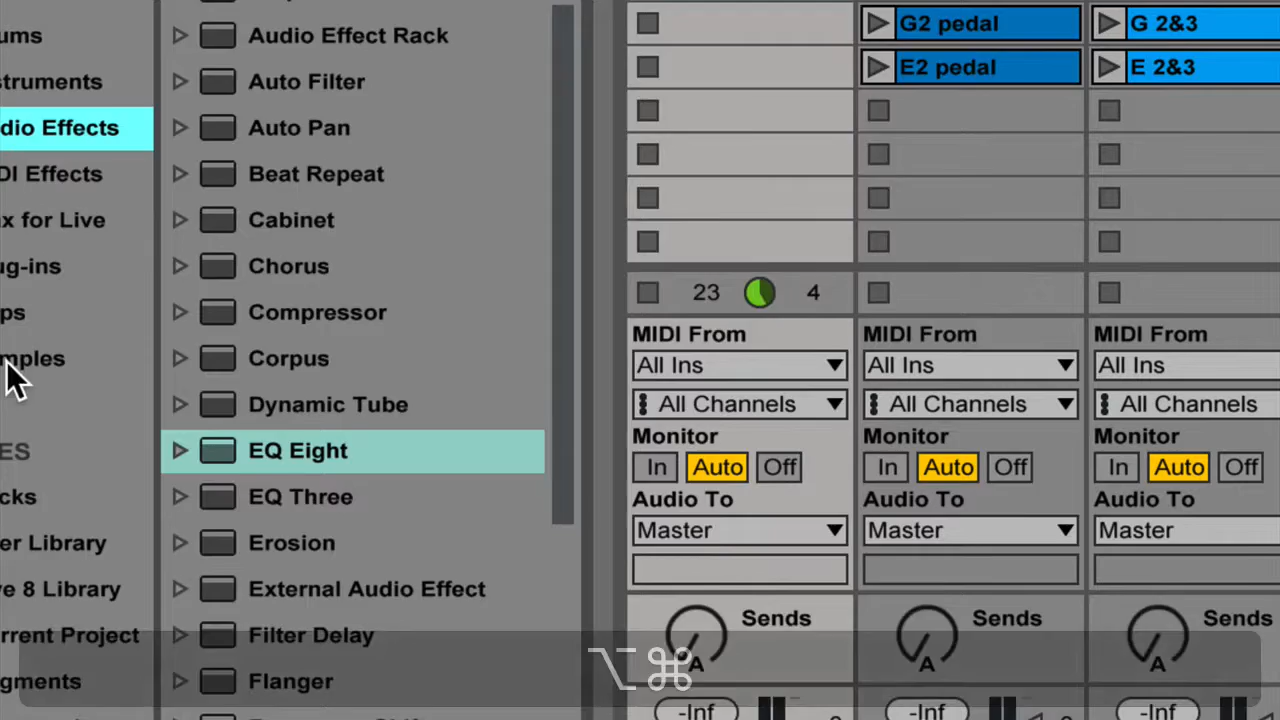 ums
struments
dio Effects
DI Effects
x for Live
ug-ins
ps
mples
ES
cks
er Library
e 8 Library
rrent Project
gments
Audio Effect Rack
Auto Filter
Auto Pan
Beat Repeat
Cabinet
Chorus
Compressor
Corpus
Dynamic Tube
EQ Eight
EQ Three
Erosion
External Audio Effect
Filter Delay
Flanger
G2 pedal
G 2&3
E2 pedal
E 2&3
23 4
MIDI From
All Ins
All Channels
Monitor
In Auto Off
Audio To
Master
Sends
A
-Inf
MIDI From
All Ins
All Channels
Monitor
In Auto Off
Audio To
Master
Sends
A
-Inf
MIDI From
All Ins
All Channels
Monitor
In Auto Off
Audio To
Master
Sends
A
-Inf
⌥⌘